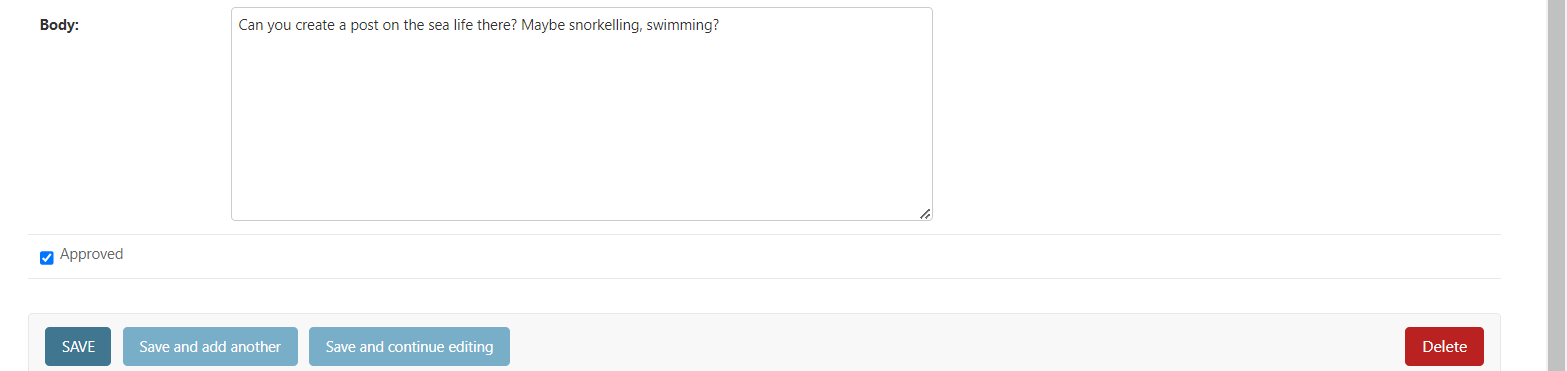 Body:
Can you create a post on the sea life there? Maybe snorkelling, swimming?
Approved
SAVE
Save and add another
Save and continue editing
Delete